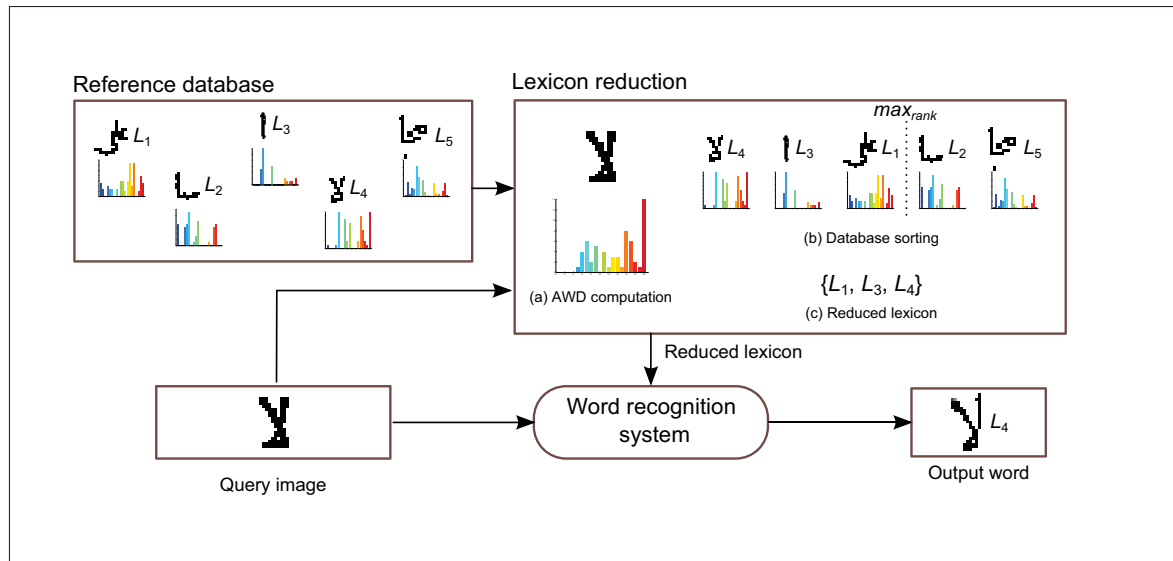 Reference database
L1
L2
L3
L4
L5
Lexicon reduction
maxrank
L4
L3
L1
L2
L5
(a) AWD computation
(b) Database sorting
{L1, L3, L4}
(c) Reduced lexicon
Reduced lexicon
Query image
Word recognition
system
L4
Output word